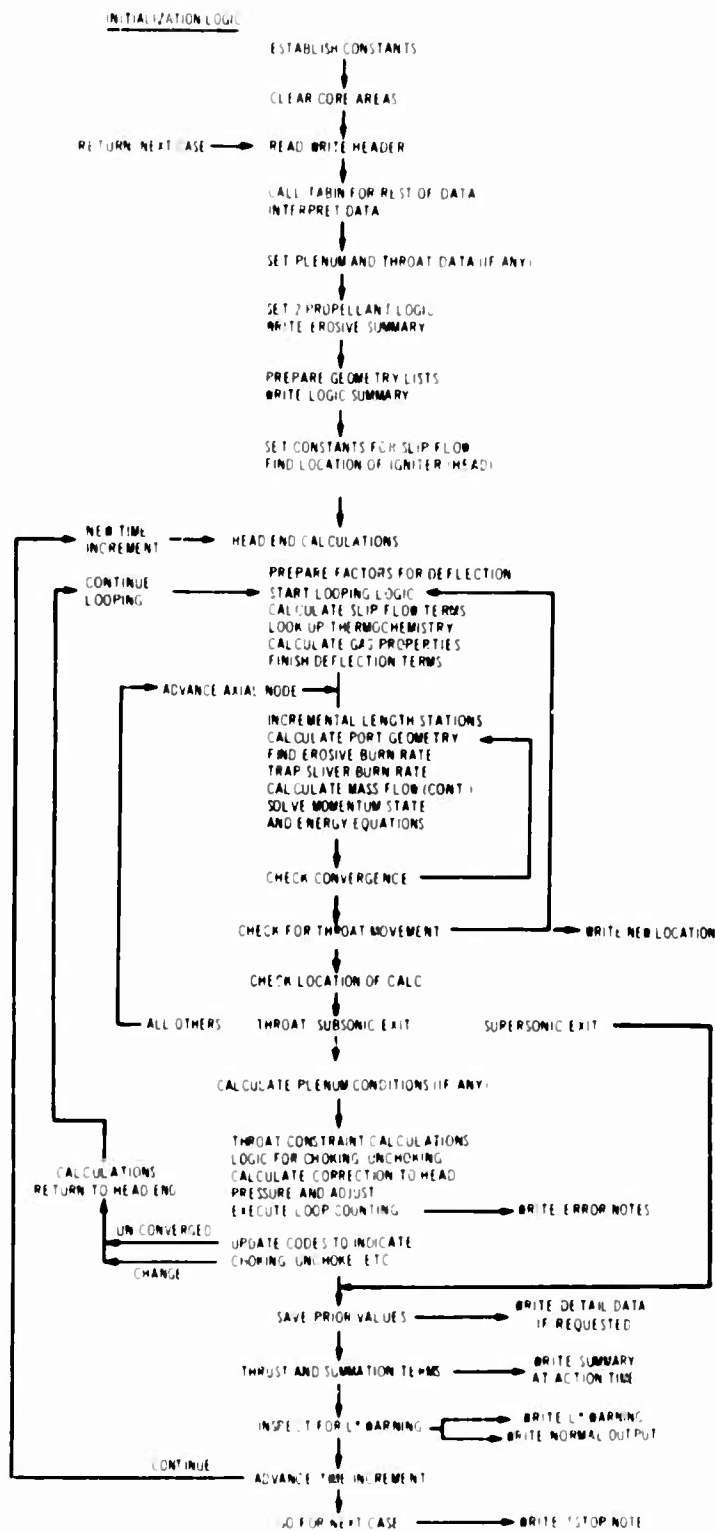 INITIALIZATION LOGIC
ESTABLISH CONSTANTS
CLEAR CORE AREAS
RETURN NEXT CASE
READ WRITE HEADER
CALL TABIN FOR REST OF DATA
INTERPRET DATA
SET PLENUM AND THROAT DATA (IF ANY)
SET 2 PROPELLANT LOGIC
WRITE EROSIVE SUMMARY
PREPARE GEOMETRY LISTS
WRITE LOGIC SUMMARY
SET CONSTANTS FOR SLIP FLOW
FIND LOCATION OF IGNITER (HEAD)
NEW TIME
INCREMENT
HEAD END CALCULATIONS
CONTINUE
LOOPING
PREPARE FACTORS FOR DEFLECTION
START LOOPING LOGIC
CALCULATE SLIP FLOW TERMS
LOOK UP THERMOCHEMISTRY
CALCULATE GAS PROPERTIES
FINISH DEFLECTION TERMS
ADVANCE AXIAL NODE
INCREMENTAL LENGTH STATIONS
CALCULATE PORT GEOMETRY
FIND EROSIVE BURN RATE
TRAP SLIVER BURN RATE
CALCULATE MASS FLOW (CONT.)
SOLVE MOMENTUM STATE
AND ENERGY EQUATIONS
CHECK CONVERGENCE
CHECK FOR THROAT MOVEMENT
WRITE NEW LOCATION
CHECK LOCATION OF CALC
ALL OTHERS
THROAT SUBSONIC EXIT
SUPERSONIC EXIT
CALCULATE PLENUM CONDITIONS (IF ANY)
THROAT CONSTRAINT CALCULATIONS
LOGIC FOR CHOKING UNCHOKING
CALCULATE CORRECTION TO HEAD
PRESSURE AND ADJUST
EXECUTE LOOP COUNTING
WRITE ERROR NOTES
CALCULATIONS
RETURN TO HEAD END
UN CONVERGED
CHANGE
UPDATE CODES TO INDICATE
CHOKING UNCHOKE ETC
SAVE PRIOR VALUES
WRITE DETAIL DATA
IF REQUESTED
THRUST AND SUMMATION TERMS
WRITE SUMMARY
AT ACTION TIME
INSPECT FOR L* WARNING
WRITE L* WARNING
WRITE NORMAL OUTPUT
CONTINUE
ADVANCE TIME INCREMENT
GO FOR NEXT CASE
WRITE *STOP NOTE